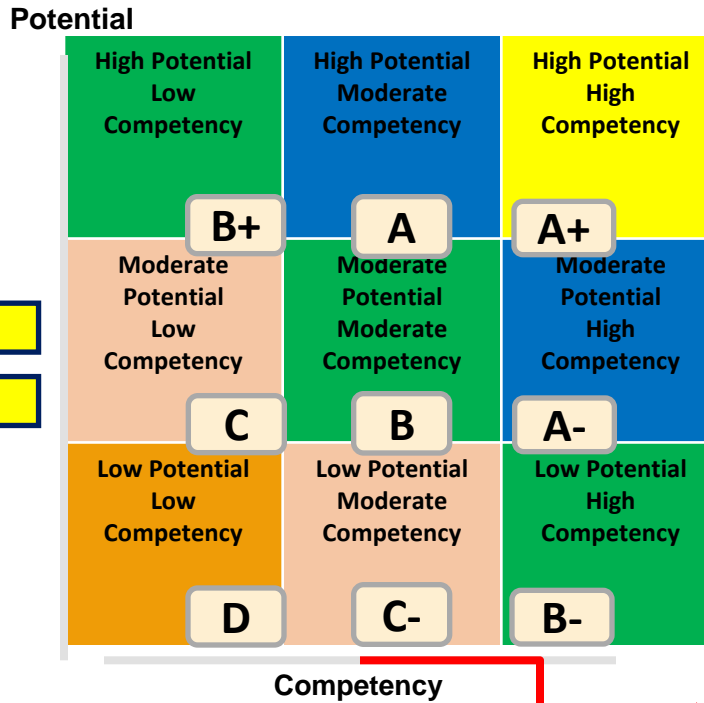 Potential
High Potential
Low
Competency
B+
High Potential
Moderate
Competency
A
High Potential
High
Competency
A+
Moderate
Potential
Low
Competency
C
Moderate
Potential
Moderate
Competency
B
Moderate
Potential
High
Competency
A-
Low Potential
Low
Competency
D
Low Potential
Moderate
Competency
C-
Low Potential
High
Competency
B-
Competency